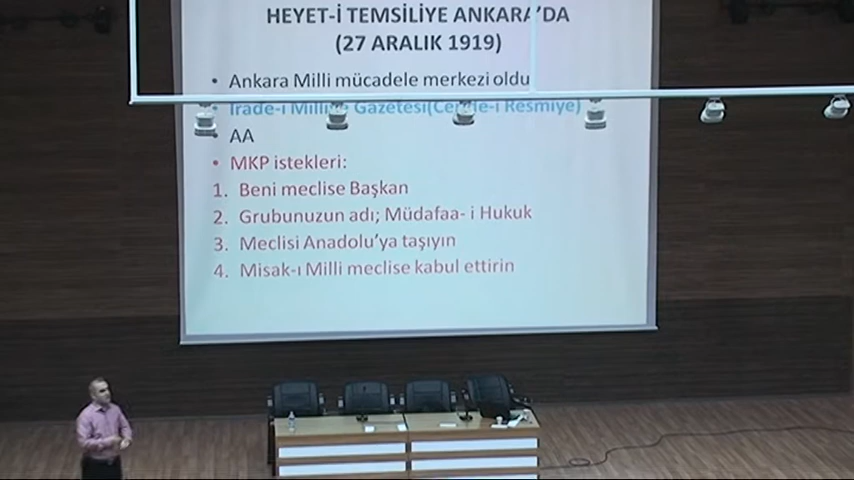 HEYET-İ TEMSİLİYE ANKARA'DA
(27 ARALIK 1919)
• Ankara Milli mücadele merkezi oldu
• İrade-i Gazetesi( Resmiye)
AA
• MKP istekleri:
1. Beni meclise Başkan
2. Grubunuzun adı; Müdafaa- i Hukuk
3. Meclisi Anadolu'ya taşıyın
4. Misak-ı Milli meclise kabul ettirin